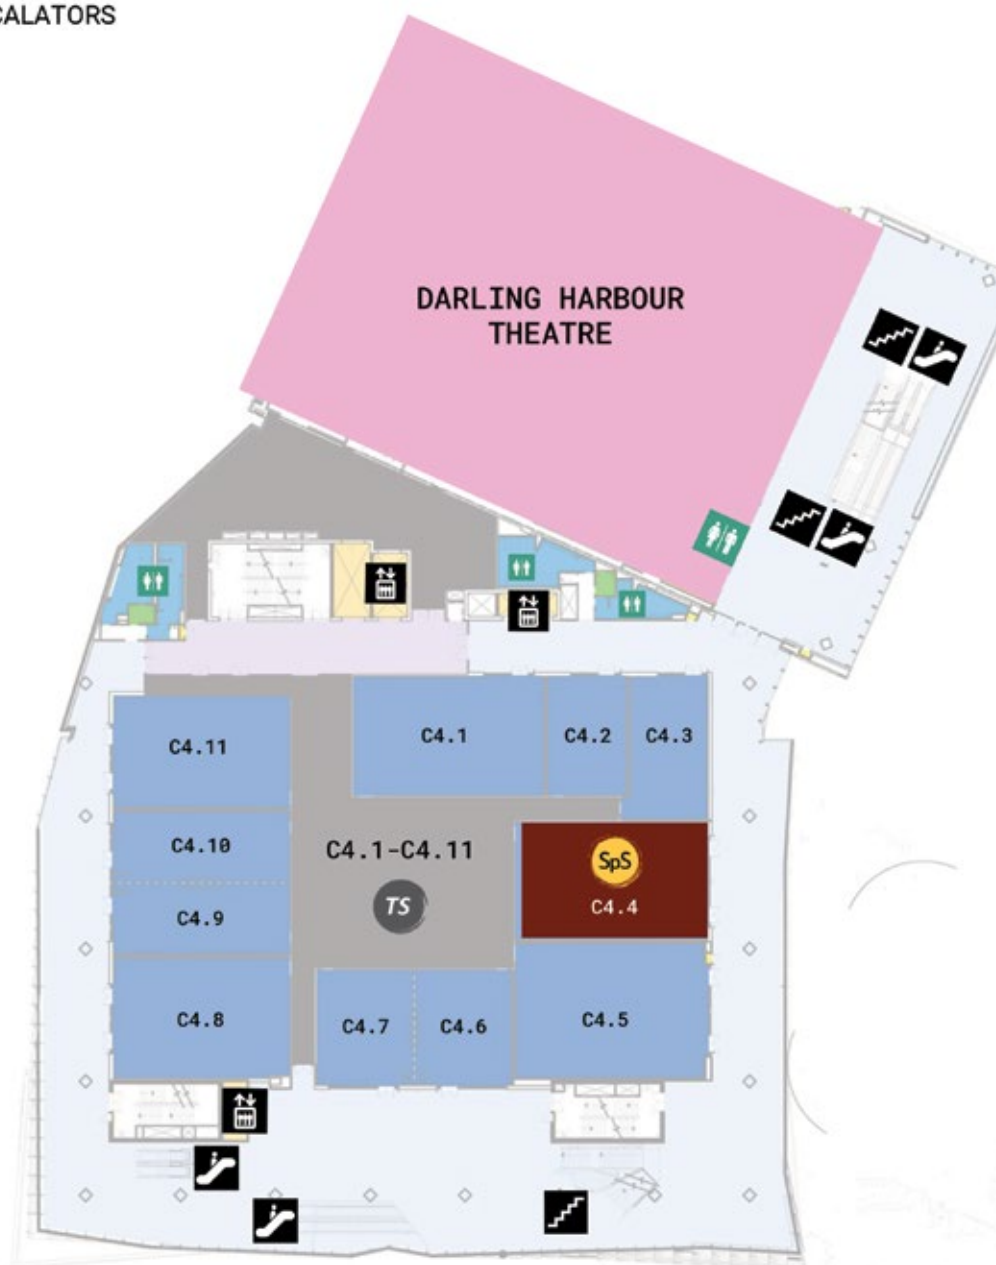 CALATORS
DARLING HARBOUR
THEATRE
C4.1
C4.2
C4.3
C4.11
C4.10
C4.1-C4.11
SpS
C4.4
TS
C4.9
C4.8
C4.7
C4.6
C4.5